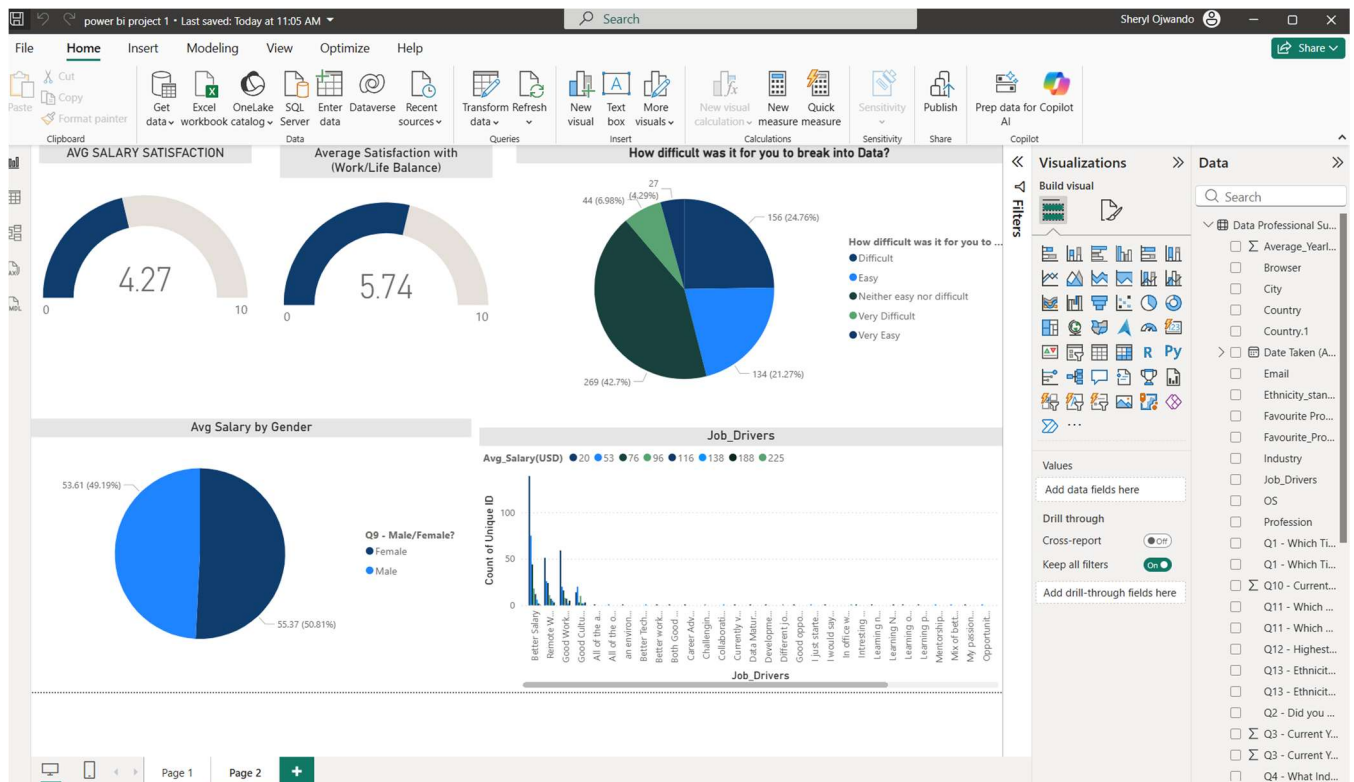 power bi project 1 • Last saved: Today at 11:05 AM
Search
Sheryl Ojwando
File Home Insert Modeling View Optimize Help
Share
Paste
Cut
Copy
Format painter
Get data
Excel workbook
OneLake catalog
SQL Server
Enter data
Dataverse
Recent sources
Transform data
Refresh
New visual
Text box
More visuals
New visual calculation
New measure
Quick measure
Sensitivity
Publish
Prep data for AI
Copilot
Clipboard Data Queries Insert Calculations Sensitivity Share Copilot
AVG SALARY SATISFACTION
4.27
0 10
Average Satisfaction with
(Work/Life Balance)
5.74
0 10
How difficult was it for you to break into Data?
27
(4.29%)
44 (6.98%)
156 (24.76%)
134 (21.27%)
269 (42.7%)
How difficult was it for you to ...
Difficult
Easy
Neither easy nor difficult
Very Difficult
Very Easy
Avg Salary by Gender
53.61 (49.19%)
55.37 (50.81%)
Q9 - Male/Female?
Female
Male
Job_Drivers
Avg_Salary(USD) 20 53 76 96 116 138 188 225
Count of Unique ID
100
50
0
Better Salary
Remote W...
Good Work...
Good Cultu...
All of the a...
All of the o...
an environ...
Better Tech...
Better work...
Both Good ...
Career Adv...
Challengin...
Collaborati...
Currently v...
Data Matur...
Developme...
Different jo...
Good oppo...
I just starte...
I would say...
In office w...
Intresting ...
Learning n...
Learning N...
Learning o...
Learning p...
Mentorship...
Mix of bett...
My passion...
Opportunit...
Job_Drivers
Filters
Visualizations
Build visual
R Py
123
Values
Add data fields here
Drill through
Cross-report Off
Keep all filters On
Add drill-through fields here
Data
Search
Data Professional Su...
Average_Yearl...
Browser
City
Country
Country.1
Date Taken (A...
Email
Ethnicity_stan...
Favourite Pro...
Favourite_Pro...
Industry
Job_Drivers
OS
Profession
Q1 - Which Ti...
Q1 - Which Ti...
Q10 - Current...
Q11 - Which ...
Q11 - Which ...
Q12 - Highest...
Q13 - Ethnicit...
Q13 - Ethnicit...
Q2 - Did you ...
Q3 - Current Y...
Q3 - Current Y...
Q4 - What Ind...
Page 1 Page 2